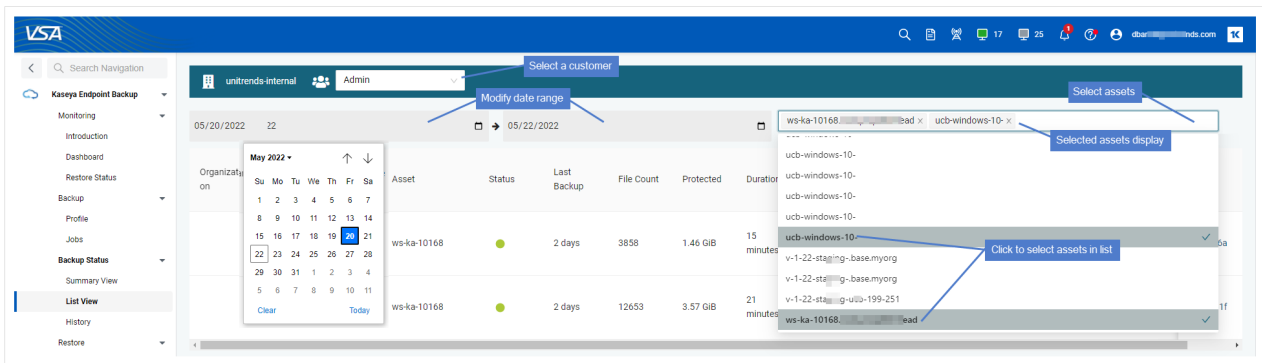 VSA
17
25
1
Search Navigation
Kaseya Endpoint Backup
Monitoring
Introduction
Dashboard
Restore Status
Backup
Profile
Jobs
Backup Status
Summary View
List View
History
Restore
unitrends-internal
Admin
Select a customer
Modify date range
Select assets
Selected assets display
Click to select assets in list
05/20/2022
22
05/22/2022
ws-ka-10168. ead ×
ucb-windows-10- ×
May 2022
Su Mo Tu We Th Fr Sa
1 2 3 4 5 6 7
8 9 10 11 12 13 14
15 16 17 18 19 20 21
22 23 24 25 26 27 28
29 30 31 1 2 3 4
5 6 7 8 9 10 11
Clear Today
Asset Status Last Backup File Count Protected Duration
ws-ka-10168 2 days 3858 1.46 GiB 15 minutes 5a
ws-ka-10168 2 days 12653 3.57 GiB 21 minutes 1f
ucb-windows-10-
ucb-windows-10-
ucb-windows-10-
ucb-windows-10-
ucb-windows-10-
v-1-22-staging-.base.myorg
ws-ka-10168. ead